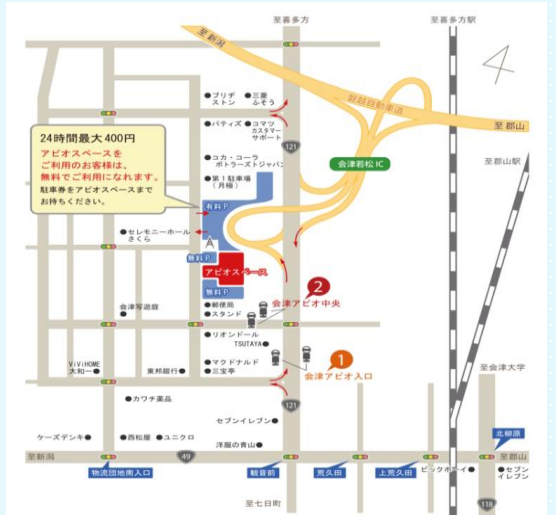 至喜多方
至喜多方駅
至新潟
磐越自動車道
至郡山
ブリヂ
ストン
三菱
ふそう
パティズ
コマツ
カスタマー
サポート
121
コカ・コーラ
ボトラーズジャパン
第1駐車場
(月極)
会津若松IC
至郡山駅
24時間最大400円
アピオスペースを
ご利用のお客様は、
無料でご利用になれます。
駐車券をアピオスペースまで
お持ちください。
有料P
セレモニーホール
さくら
無料P
アピオスペース
無料P
2
会津アピオ中央
会津写遊庭
郵便局
スタンド
リオンドール
TSUTAYA
ViViHOME
大和一
東邦銀行
マクドナルド
三宝亭
1
会津アピオ入口
至会津大学
カワチ薬品
121
セブンイレブン
ケーズデンキ
西松屋
ユニクロ
洋服の青山
北柳原
至新潟
物流団地南入口
49
観音前
荒久田
上荒久田
ビックボーイ
至郡山
セブン
イレブン
至七日町
118